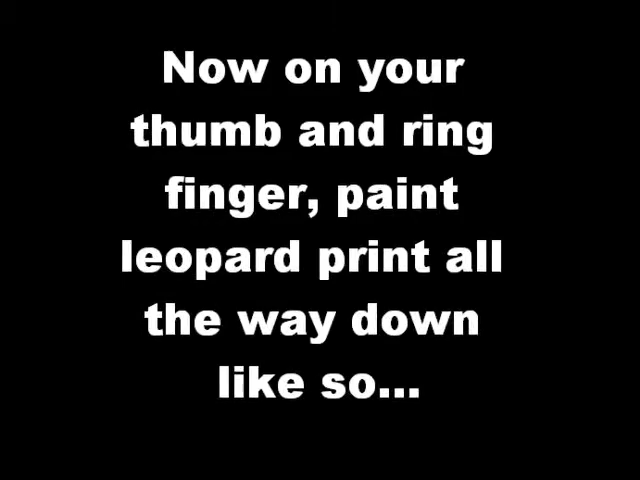 Now on your
thumb and ring
finger, paint
leopard print all
the way down
like so...